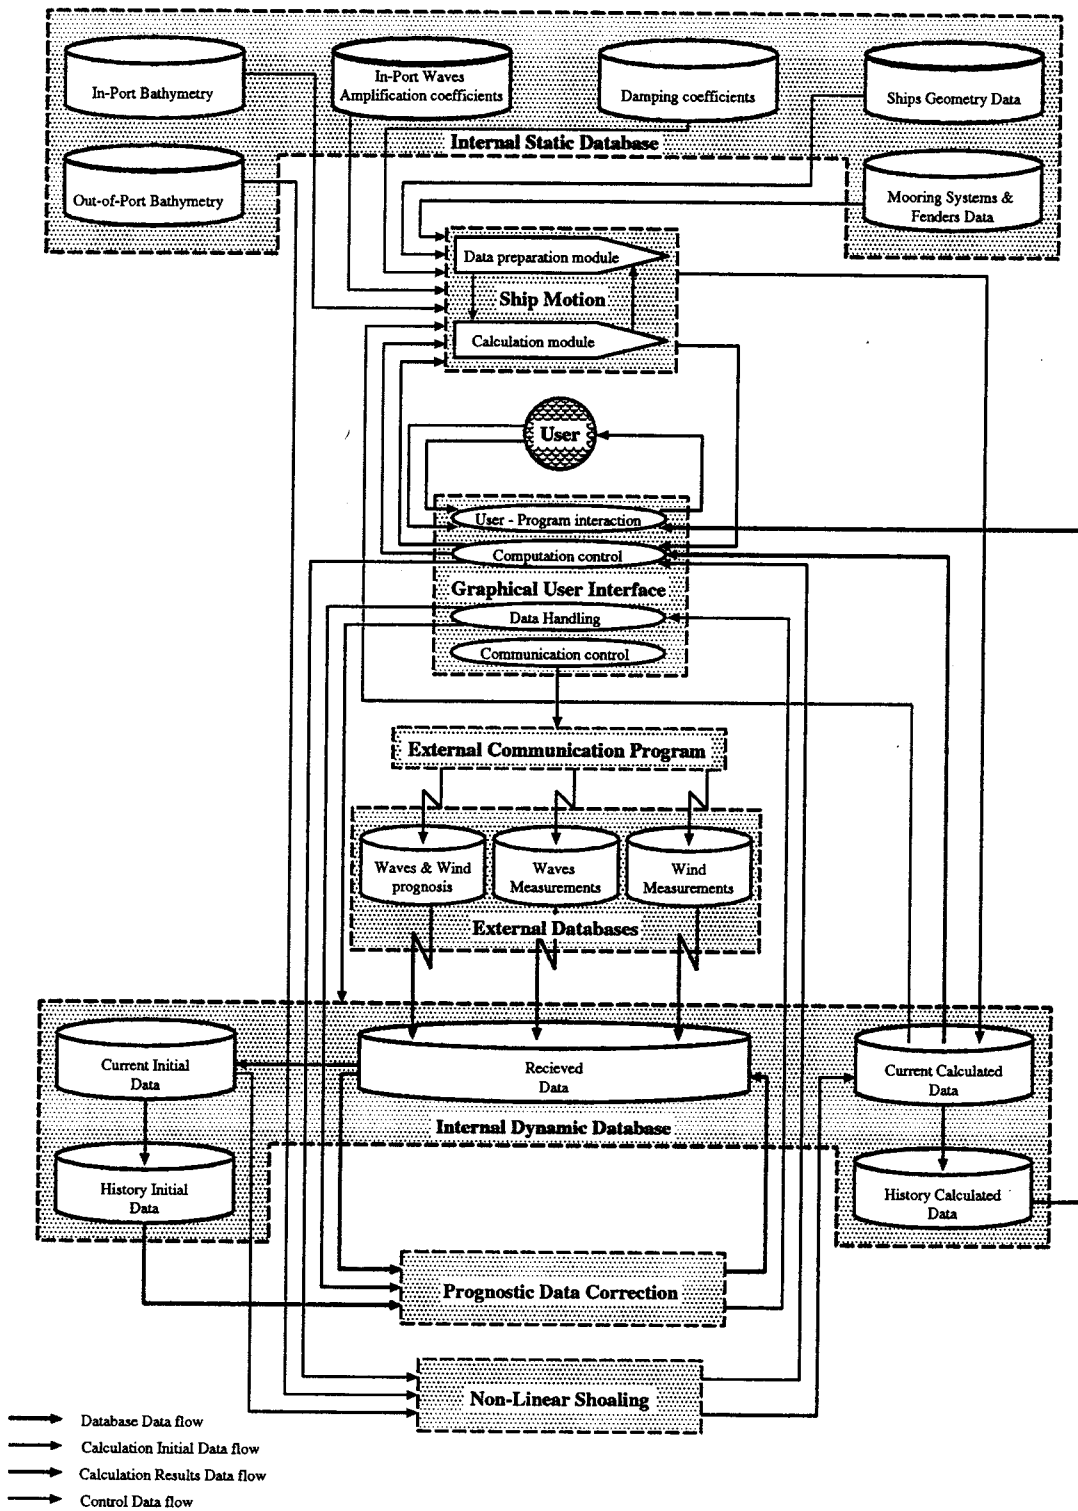 In-Port Bathymetry
In-Port Waves
Amplification coefficients
Damping coefficients
Ships Geometry Data
Internal Static Database
Out-of-Port Bathymetry
Mooring Systems &
Fenders Data
Data preparation module
Ship Motion
Calculation module
User
User - Program interaction
Computation control
Graphical User Interface
Data Handling
Communication control
External Communication Program
Waves & Wind
prognosis
Waves
Measurements
Wind
Measurements
External Databases
Current Initial
Data
Recieved
Data
Current Calculated
Data
Internal Dynamic Database
History Initial
Data
History Calculated
Data
Prognostic Data Correction
Non-Linear Shoaling
Database Data flow
Calculation Initial Data flow
Calculation Results Data flow
Control Data flow